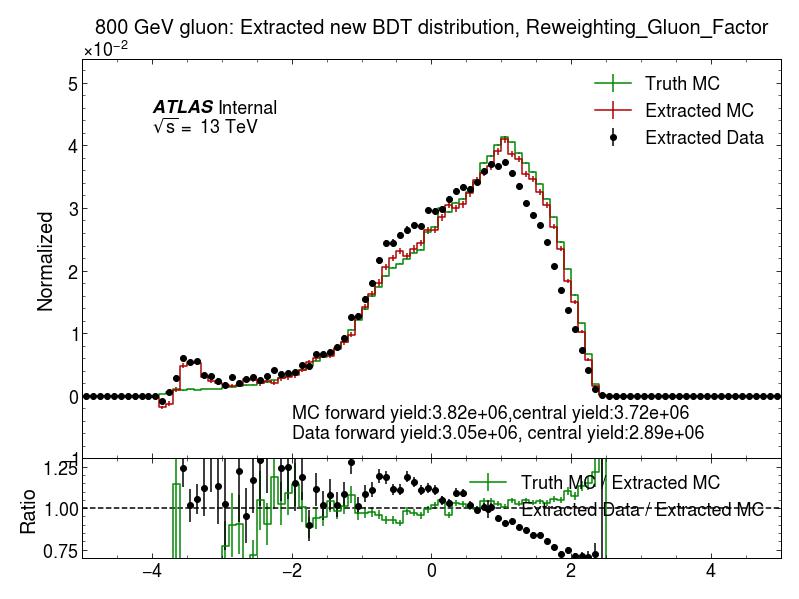 800 GeV gluon: Extracted new BDT distribution, Reweighting_Gluon_Factor
×10−2
ATLAS Internal
√s = 13 TeV
Truth MC
Extracted MC
Extracted Data
Normalized
5
4
3
2
1
0
MC forward yield:3.82e+06,central yield:3.72e+06
Data forward yield:3.05e+06, central yield:2.89e+06
Ratio
1.25
1.00
0.75
Truth MC / Extracted MC
Extracted Data / Extracted MC
−4 −2 0 2 4